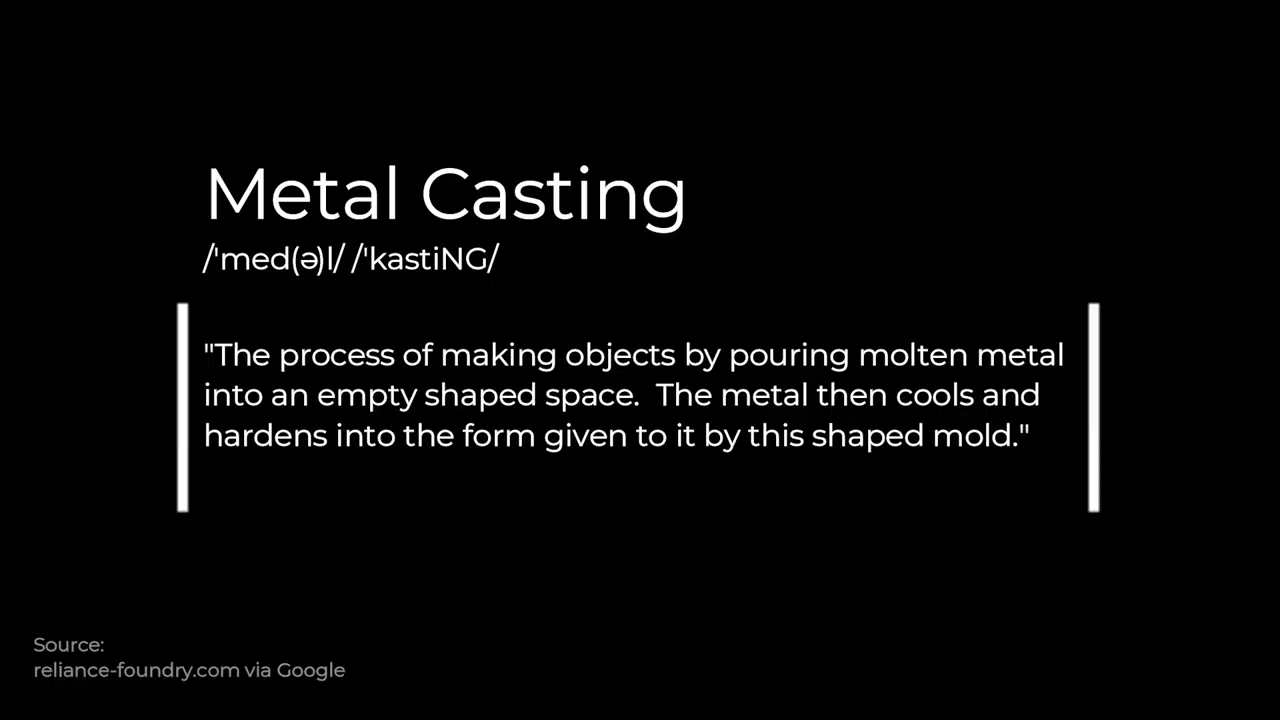 Metal Casting
/'med(ə)l/ /'kastiNG/
"The process of making objects by pouring molten metal
into an empty shaped space.  The metal then cools and
hardens into the form given to it by this shaped mold."
Source:
reliance-foundry.com via Google